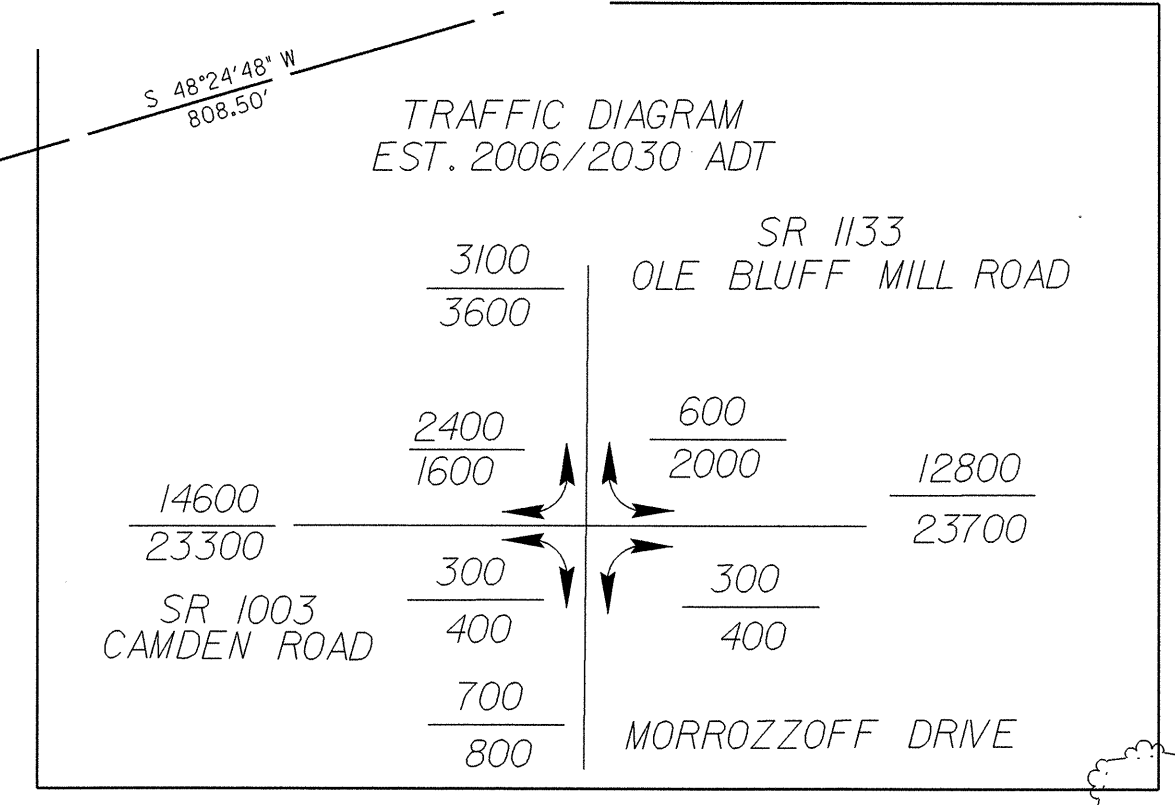 S 48°24'48" W
808.50'
TRAFFIC DIAGRAM
EST. 2006/2030 ADT
SR 1133
OLE BLUFF MILL ROAD
3100
3600
2400
1600
600
2000
14600
23300
12800
23700
SR 1003
CAMDEN ROAD
300
400
300
400
700
800
MORROZZOFF DRIVE